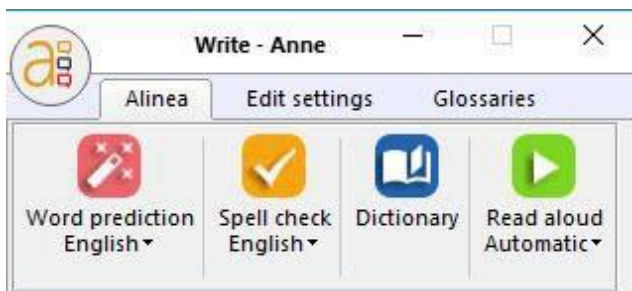 Write - Anne
Alinea Edit settings Glossaries
Word prediction Spell check Dictionary Read aloud
English English Automatic